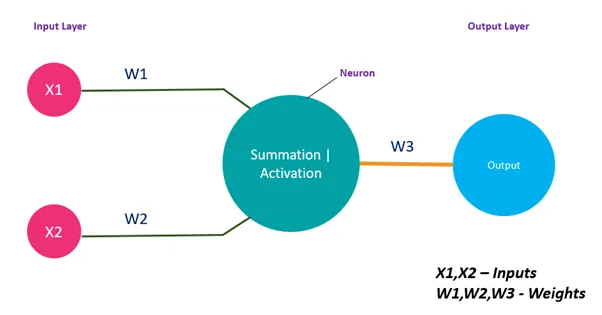 Input Layer
Output Layer
Neuron
X1
W1
Summation |
Activation
W3
Output
W2
X2
X1,X2 – Inputs
W1,W2,W3 - Weights